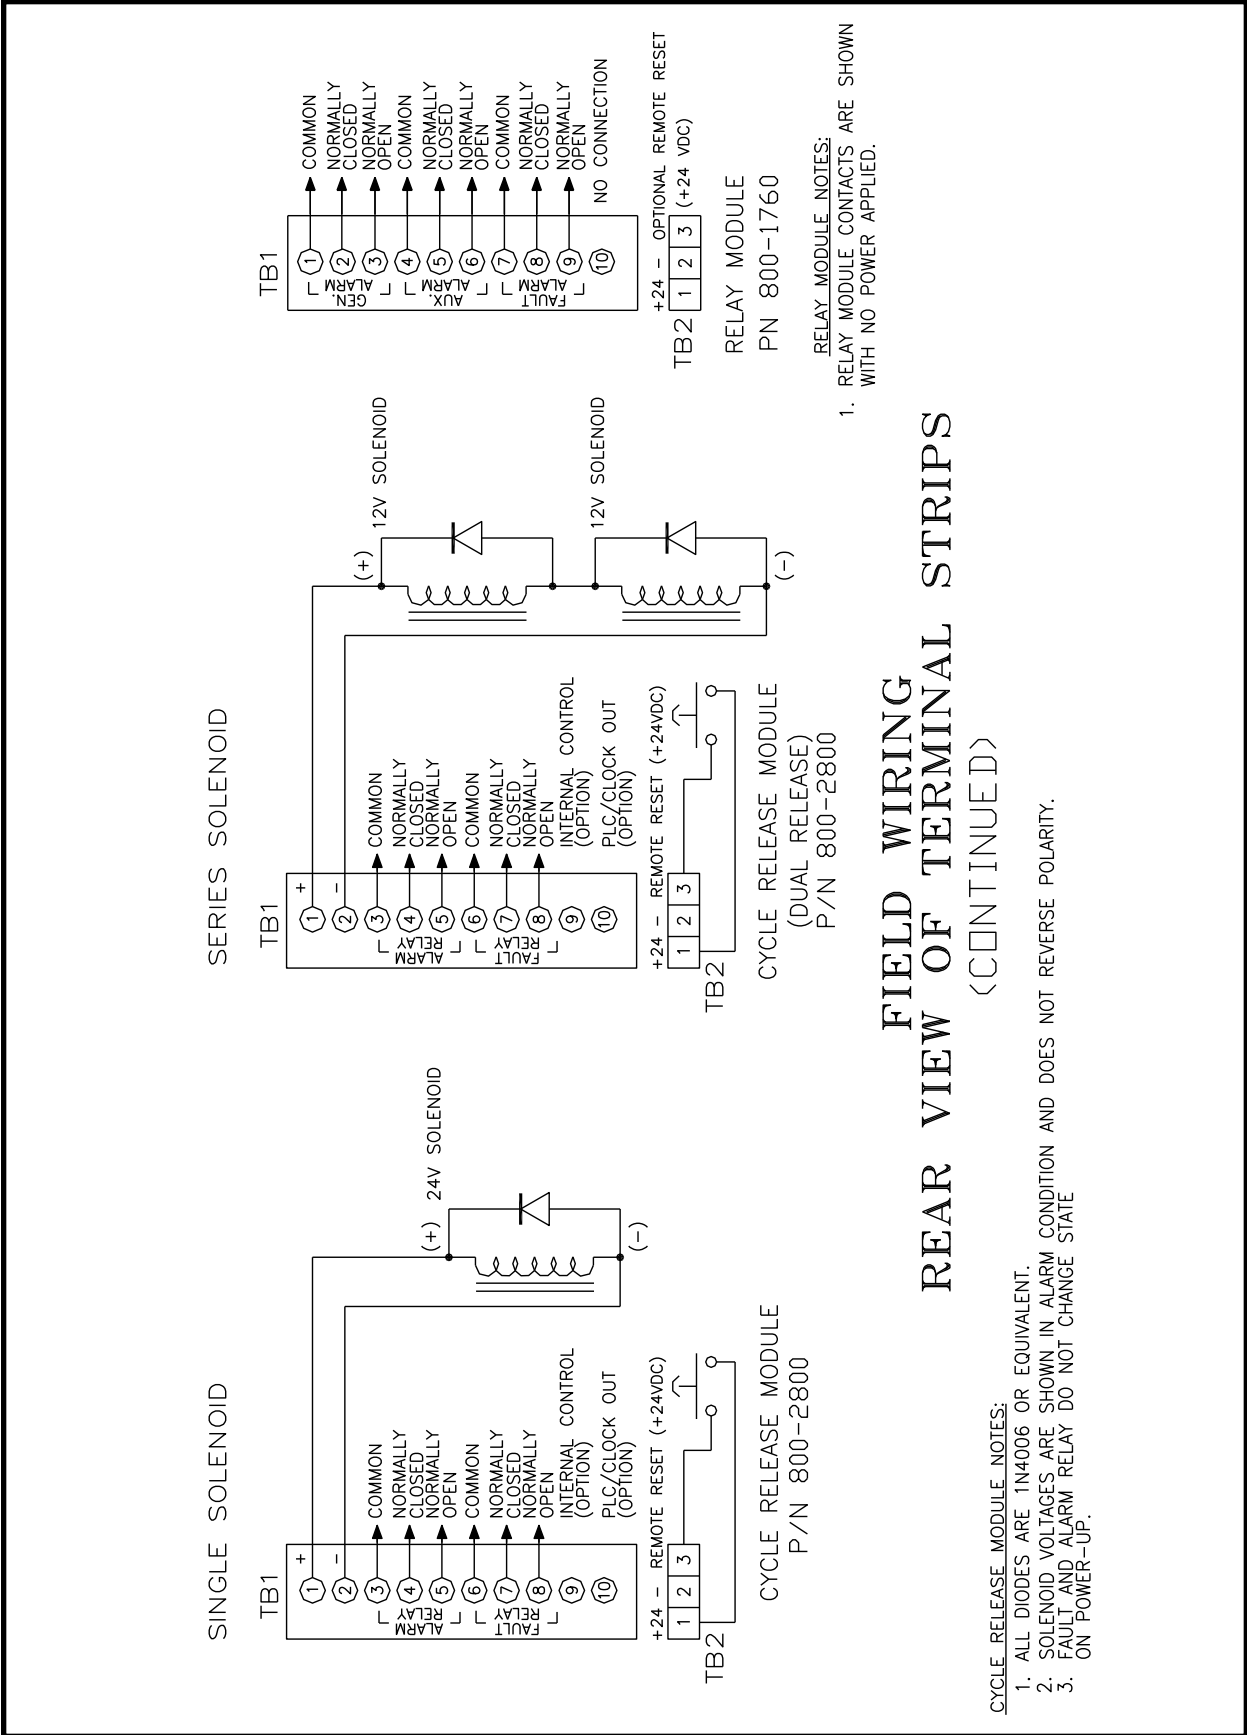 SINGLE SOLENOID
TB1
+
-
1
2
3
4
5
6
7
8
9
10
ALARM
RELAY
FAULT
RELAY
COMMON
NORMALLY
CLOSED
NORMALLY
OPEN
COMMON
NORMALLY
CLOSED
NORMALLY
OPEN
INTERNAL CONTROL
(OPTION)
PLC/CLOCK OUT
(OPTION)
(+)
24V SOLENOID
(-)
+24 - REMOTE RESET (+24VDC)
1 2 3
TB2
CYCLE RELEASE MODULE
P/N 800-2800
SERIES SOLENOID
TB1
+
-
1
2
3
4
5
6
7
8
9
10
ALARM
RELAY
FAULT
RELAY
COMMON
NORMALLY
CLOSED
NORMALLY
OPEN
COMMON
NORMALLY
CLOSED
NORMALLY
OPEN
INTERNAL CONTROL
(OPTION)
PLC/CLOCK OUT
(OPTION)
(+)
12V SOLENOID
12V SOLENOID
(-)
+24 - REMOTE RESET (+24VDC)
1 2 3
TB2
CYCLE RELEASE MODULE
(DUAL RELEASE)
P/N 800-2800
TB1
1
2
3
4
5
6
7
8
9
10
GEN.
ALARM
AUX.
ALARM
FAULT
ALARM
COMMON
NORMALLY
CLOSED
NORMALLY
OPEN
COMMON
NORMALLY
CLOSED
NORMALLY
OPEN
COMMON
NORMALLY
CLOSED
NORMALLY
OPEN
NO CONNECTION
+24 - OPTIONAL REMOTE RESET
1 2 3 (+24 VDC)
TB2
RELAY MODULE
PN 800-1760
RELAY MODULE NOTES:
1. RELAY MODULE CONTACTS ARE SHOWN
WITH NO POWER APPLIED.
FIELD WIRING
REAR VIEW OF TERMINAL STRIPS
(CONTINUED)
CYCLE RELEASE MODULE NOTES:
1. ALL DIODES ARE 1N4006 OR EQUIVALENT.
2. SOLENOID VOLTAGES ARE SHOWN IN ALARM CONDITION AND DOES NOT REVERSE POLARITY.
3. FAULT AND ALARM RELAY DO NOT CHANGE STATE
ON POWER-UP.